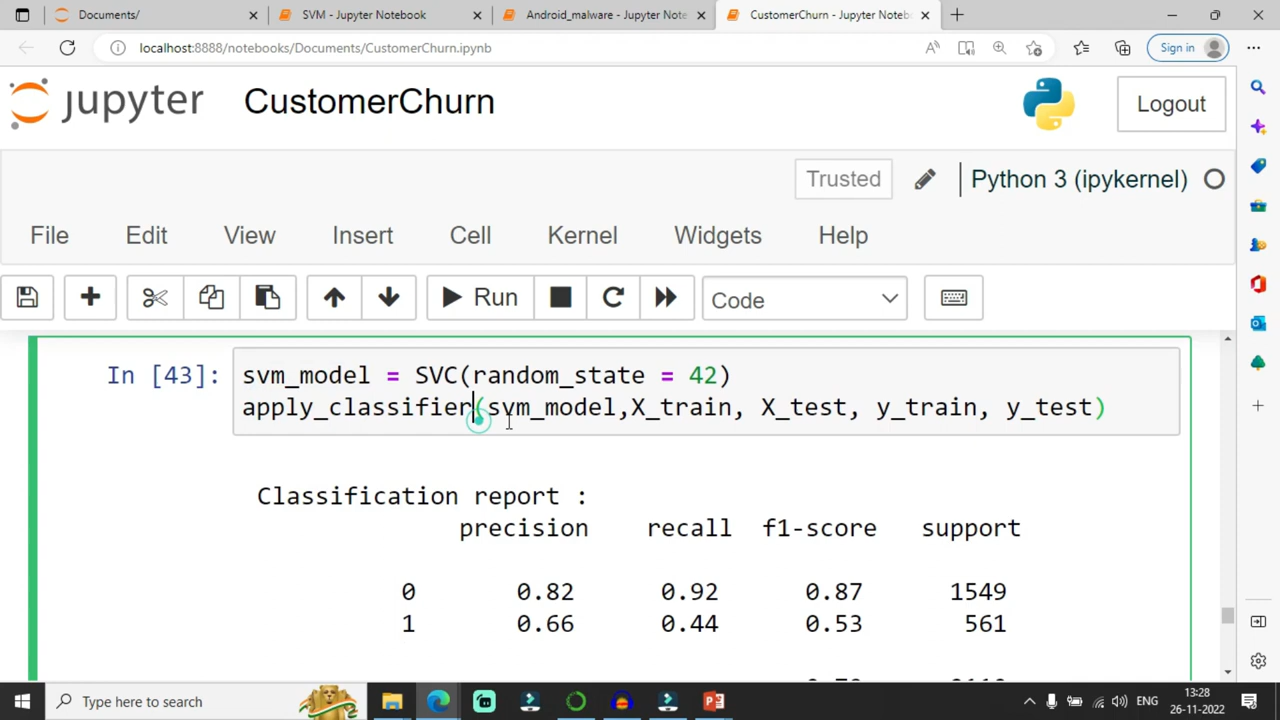 Documents/
SVM - Jupyter Notebook
Android_malware - Jupyter Note
CustomerChurn - Jupyter Noteb
localhost:8888/notebooks/Documents/CustomerChurn.ipynb
Sign in
jupyter
CustomerChurn
Logout
Trusted
Python 3 (ipykernel)
File
Edit
View
Insert
Cell
Kernel
Widgets
Help
Run
Code
In [43]:
svm_model = SVC(random_state = 42)
apply_classifier(svm_model,X_train, X_test, y_train, y_test)
Classification report :
precision recall f1-score support
0 0.82 0.92 0.87 1549
1 0.66 0.44 0.53 561
Type here to search
ENG
13:28
26-11-2022